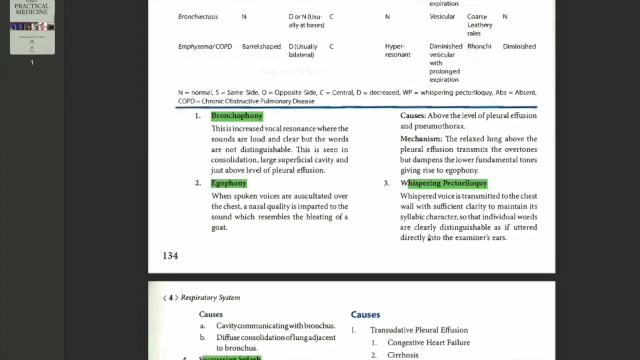 PRACTICAL
MEDICINE
1
expiration
Bronchiectasis N D or N (Usu- C N Vesicular Coarse N
ally at bases) Leathery
rales
Emphysema/COPD Barrel shaped D (Usually C Hyper- Diminished Rhonchi Diminished
bilateral) resonant vesicular
with
prolonged
expiration
N = normal, S = Same Side, O = Opposite Side, C = Central, D = decreased, WP = whispering pectoriloquy, Abs = Absent.
COPD = Chronic Obstructive Pulmonary Disease
1. Bronchophony
This is increased vocal resonance where the
sounds are loud and clear but the words
are not distinguishable. This is seen in
consolidation, large superficial cavity and
just above level of pleural effusion.
2. Egophony
When spoken voices are auscultated over
the chest, a nasal quality is imparted to the
sound which resembles the bleating of a
goat.
Causes: Above the level of pleural effusion
and pneumothorax.
Mechanism: The relaxed lung above the
pleural effusion transmits the overtones
but dampens the lower fundamental tones
giving rise to egophony.
3. Whispering Pectoriloquy
Whispered voice is transmitted to the chest
wall with sufficient clarity to maintain its
syllabic character, so that individual words
are clearly distinguishable as if uttered
directly into the examiner's ears.
134
‹ 4 › Respiratory System
Causes
a. Cavity communicating with bronchus.
b. Diffuse consolidation of lung adjacent
to bronchus.
4. Succussion Splash
Causes
1. Transudative Pleural Effusion
1. Congestive Heart Failure
2. Cirrhosis